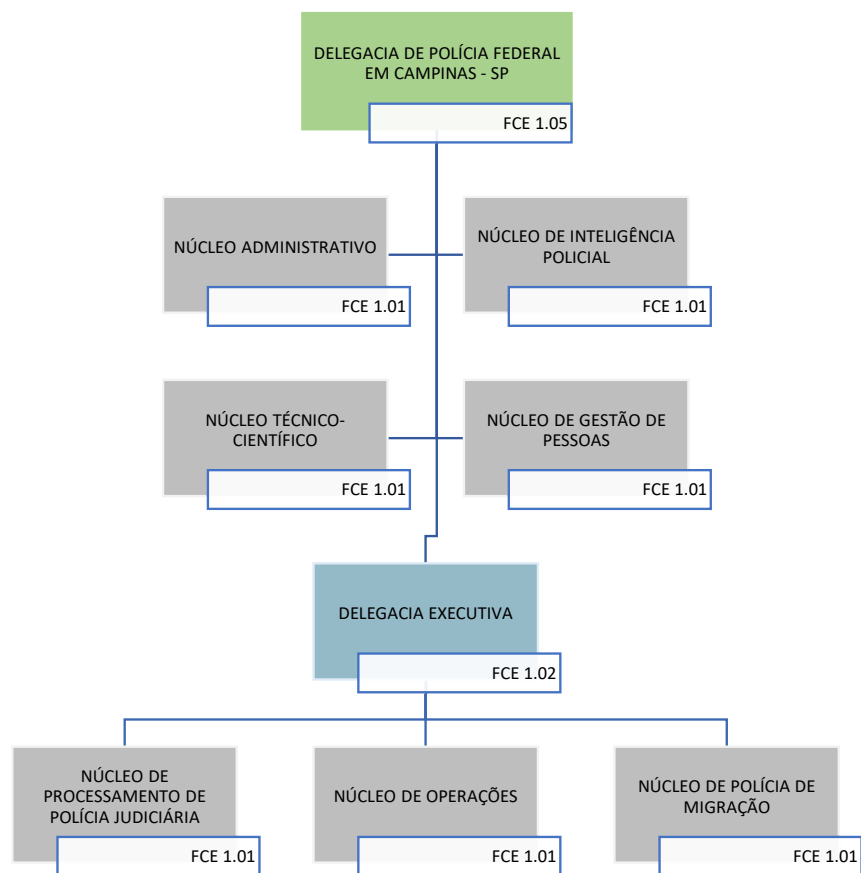 DELEGACIA DE POLÍCIA FEDERAL
EM CAMPINAS - SP
FCE 1.05
NÚCLEO ADMINISTRATIVO
FCE 1.01
NÚCLEO DE INTELIGÊNCIA
POLICIAL
FCE 1.01
NÚCLEO TÉCNICO-
CIENTÍFICO
FCE 1.01
NÚCLEO DE GESTÃO DE
PESSOAS
FCE 1.01
DELEGACIA EXECUTIVA
FCE 1.02
NÚCLEO DE
PROCESSAMENTO DE
POLÍCIA JUDICIÁRIA
FCE 1.01
NÚCLEO DE OPERAÇÕES
FCE 1.01
NÚCLEO DE POLÍCIA DE
MIGRAÇÃO
FCE 1.01